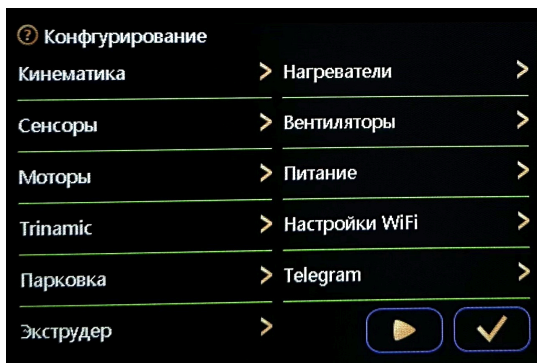 Конфгурирование
Кинематика
Сенсоры
Моторы
Trinamic
Парковка
Экструдер
Нагреватели
Вентиляторы
Питание
Настройки WiFi
Telegram